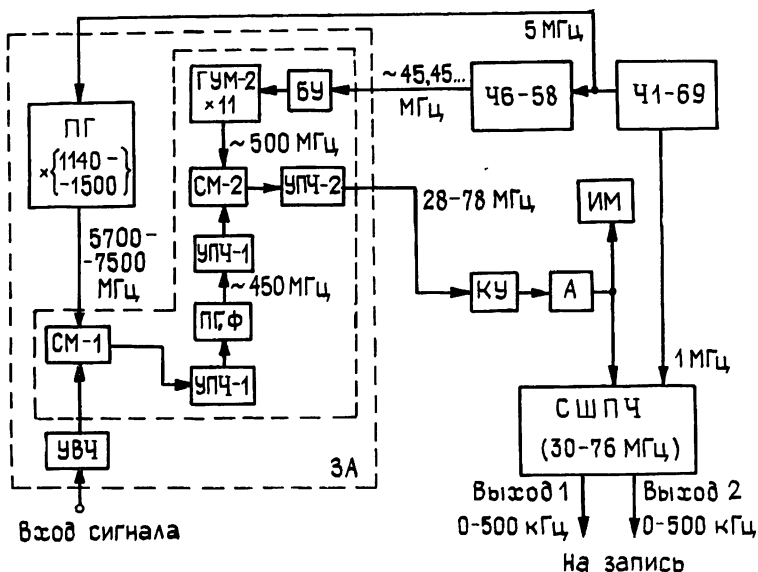 5 МГц
ГУМ-2
×11
БУ
~45,45...
МГц
Ч6-58
Ч1-69
ПГ
×{1140-
-1500}
~500 МГц
СМ-2
УПЧ-2
28-78 МГц
ИМ
5700-
-7500
МГц
УПЧ-1
~450 МГц
КУ
А
СМ-1
ПГ,Ф
УПЧ-1
1 МГц
УВЧ
ЗА
СШПЧ
(30-76 МГц)
Вход сигнала
Выход 1
0-500 кГц
Выход 2
0-500 кГц
На запись